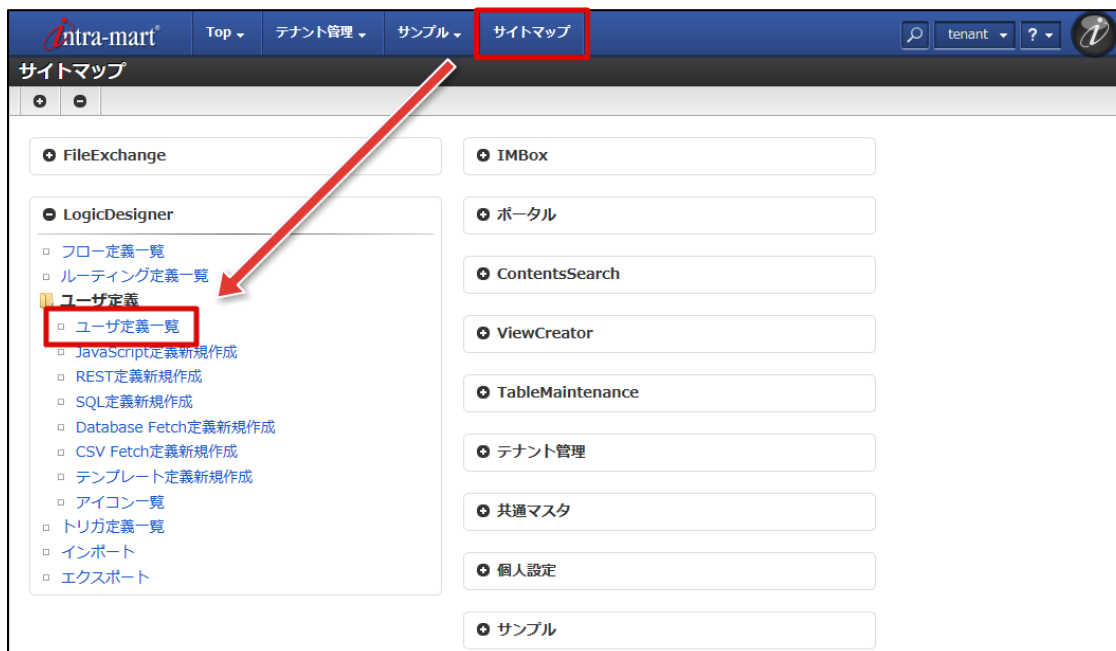 intra-mart®
Top テナント管理 サンプル サイトマップ tenant ?
サイトマップ
FileExchange
LogicDesigner
フロー定義一覧
ルーティング定義一覧
ユーザ定義
ユーザ定義一覧
JavaScript定義新規作成
REST定義新規作成
SQL定義新規作成
Database Fetch定義新規作成
CSV Fetch定義新規作成
テンプレート定義新規作成
アイコン一覧
トリガ定義一覧
インポート
エクスポート
IMBox
ポータル
ContentsSearch
ViewCreator
TableMaintenance
テナント管理
共通マスタ
個人設定
サンプル